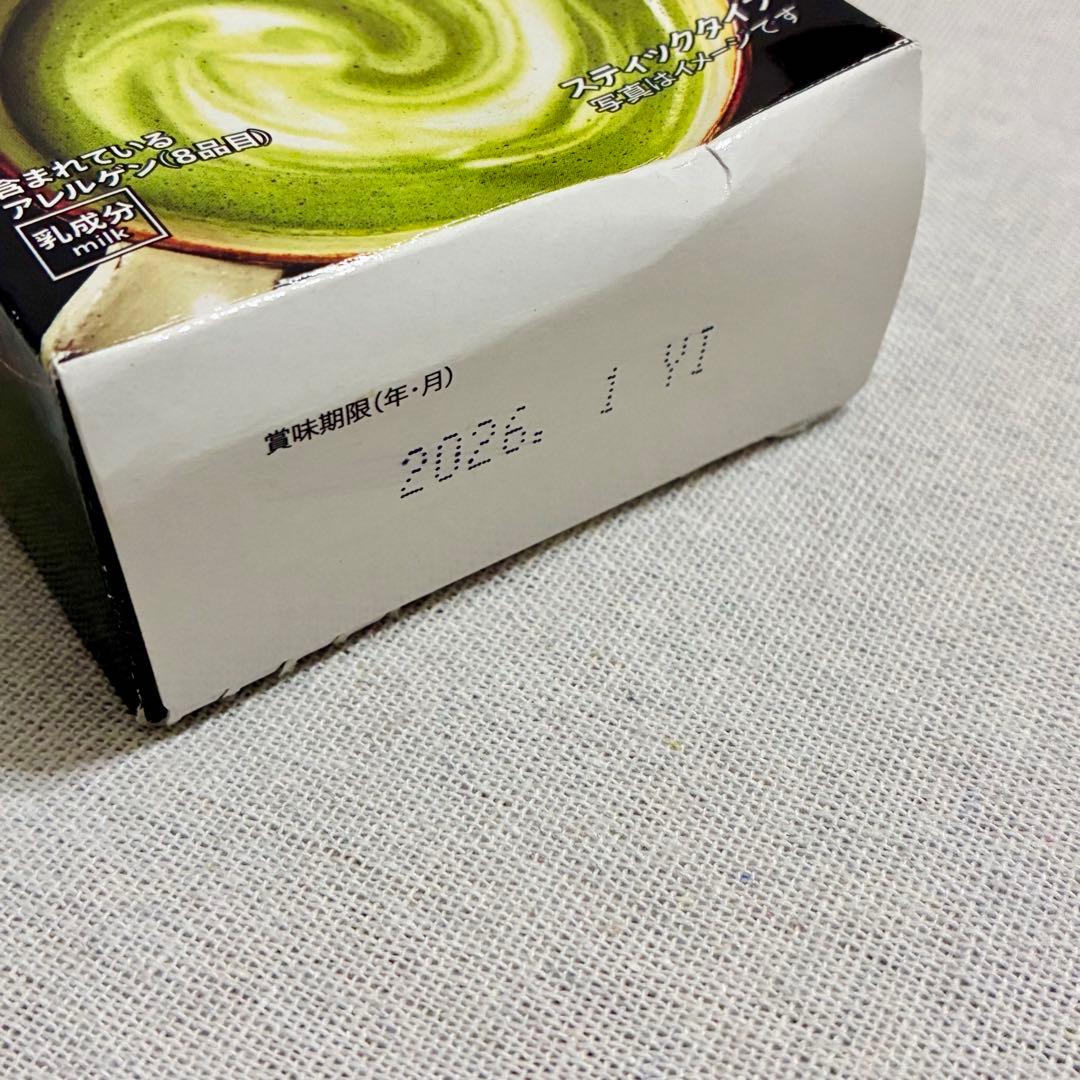 スティックタイプ
写真はイメージです
含まれている
アレルゲン(8品目)
乳成分
milk
賞味期限(年・月)
2026. 1 YI